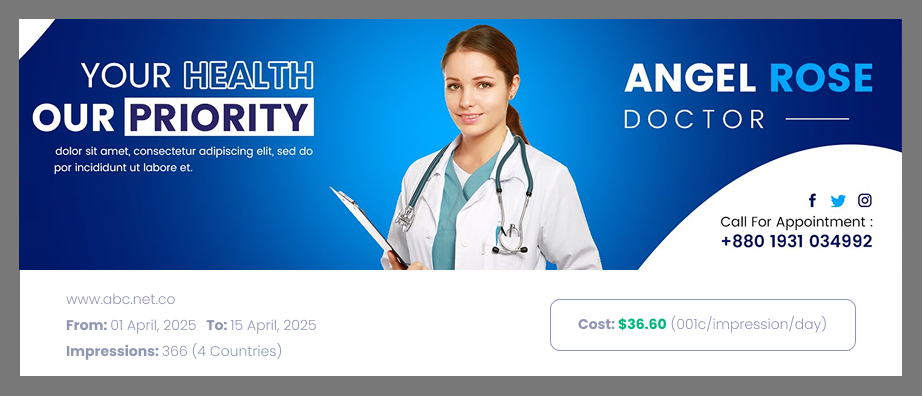 YOUR HEALTH
OUR PRIORITY
dolor sit amet, consectetur adipiscing elit, sed do
por incididunt ut labore et.
ANGEL ROSE
DOCTOR
Call For Appointment :
+880 1931 034992
www.abc.net.co
From: 01 April, 2025 To: 15 April, 2025
Impressions: 366 (4 Countries)
Cost: $36.60 (001c/impression/day)